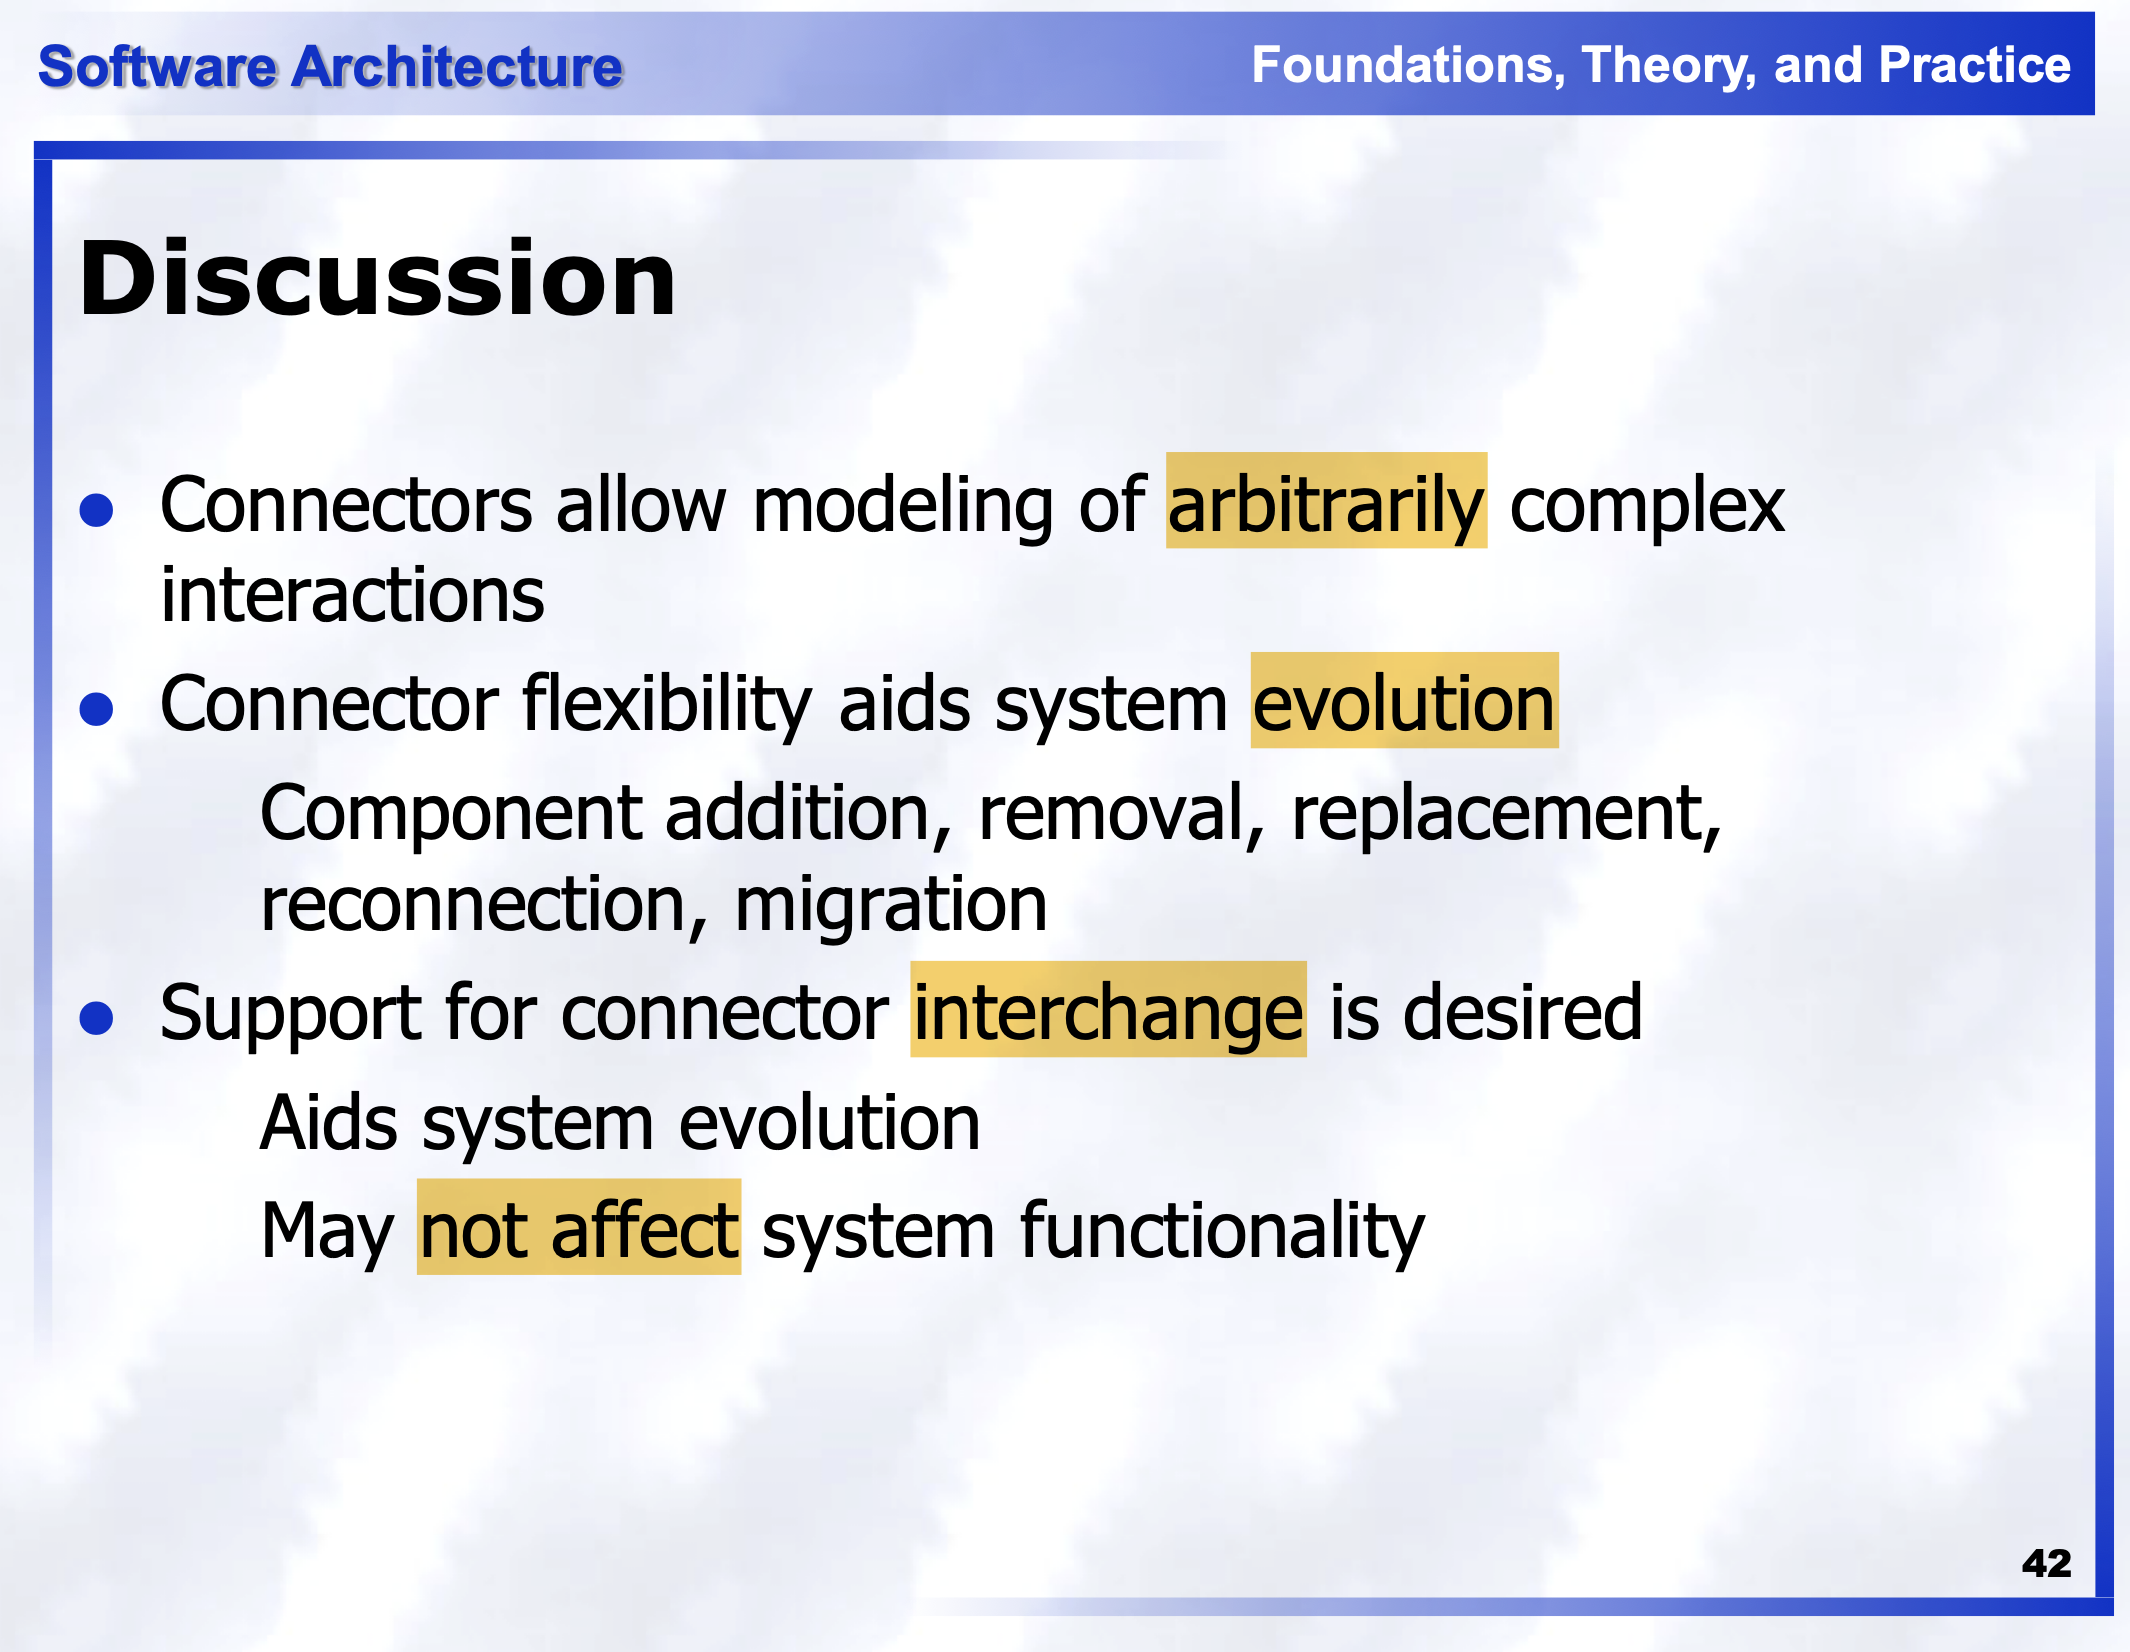 Software Architecture
Foundations, Theory, and Practice
Discussion
Connectors allow modeling of arbitrarily complex
interactions
Connector flexibility aids system evolution
Component addition, removal, replacement,
reconnection, migration
Support for connector interchange is desired
Aids system evolution
May not affect system functionality
42